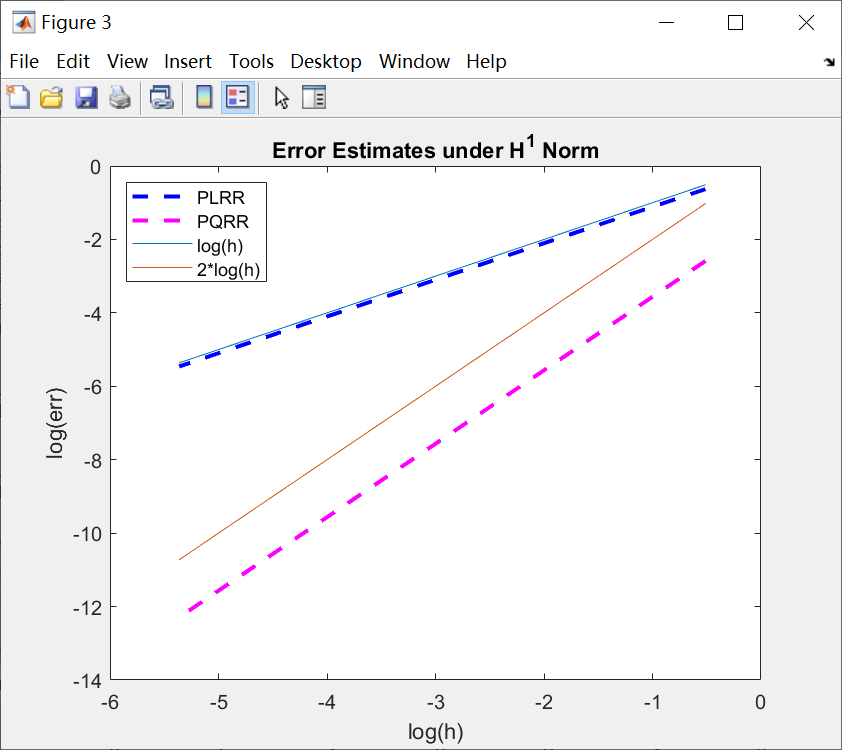 Figure 3
File Edit View Insert Tools Desktop Window Help
Error Estimates under H¹ Norm
PLRR
PQRR
log(h)
2*log(h)
0
-2
-4
-6
-8
-10
-12
-14
log(err)
-6 -5 -4 -3 -2 -1 0
log(h)